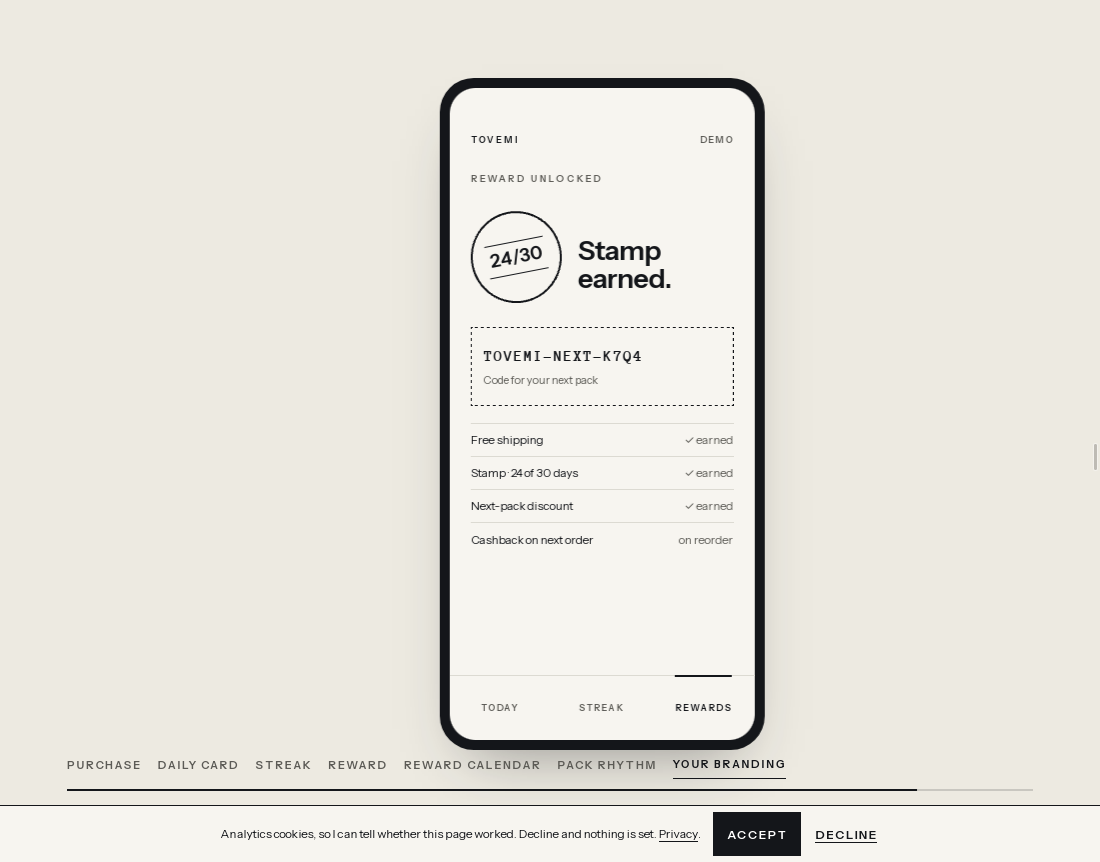 TOVEMI DEMO
REWARD UNLOCKED
24/30
Stamp
earned.
TOVEMI–NEXT–K7Q4
Code for your next pack
Free shipping ✓ earned
Stamp · 24 of 30 days ✓ earned
Next-pack discount ✓ earned
Cashback on next order on reorder
TODAY STREAK REWARDS
PURCHASE DAILY CARD STREAK REWARD REWARD CALENDAR PACK RHYTHM YOUR BRANDING
Analytics cookies, so I can tell whether this page worked. Decline and nothing is set. Privacy. ACCEPT DECLINE